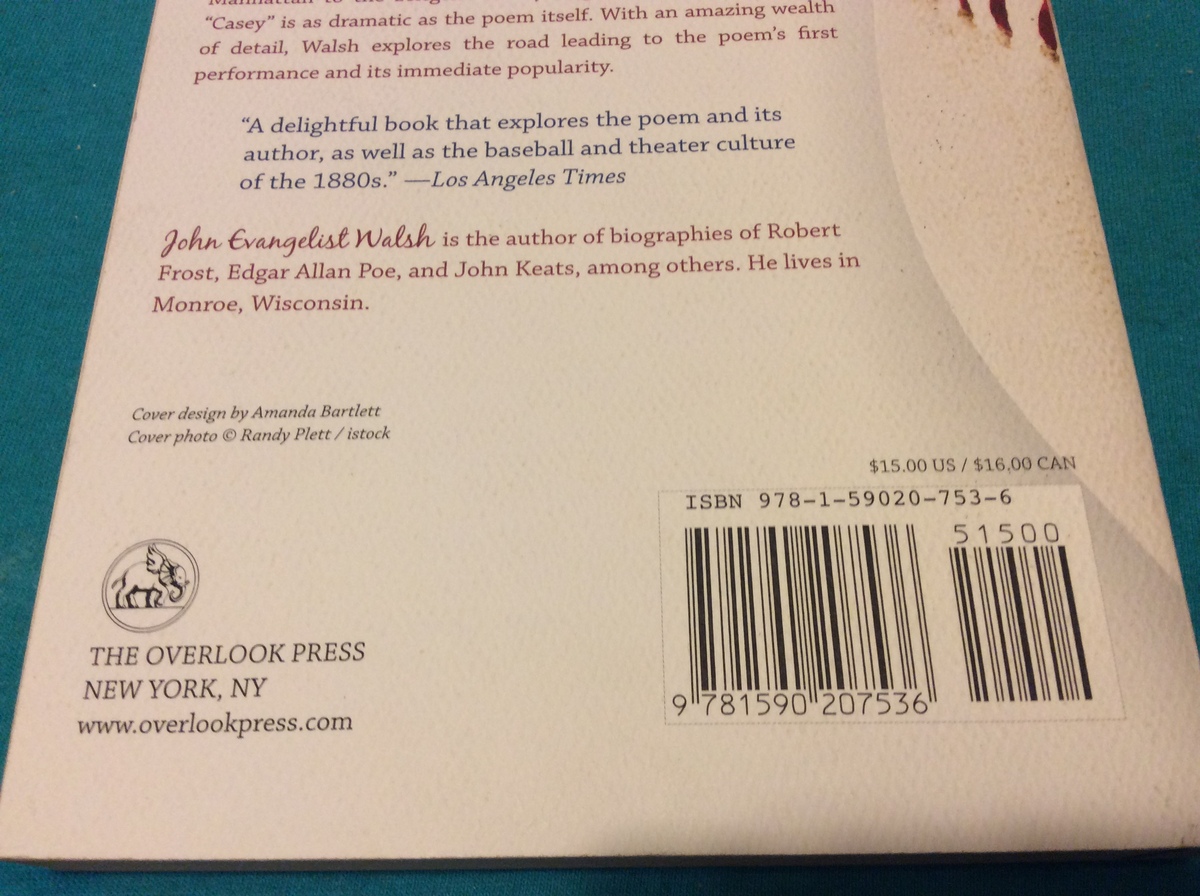 Manhattan to the
“Casey” is as dramatic as the poem itself. With an amazing wealth
of detail, Walsh explores the road leading to the poem’s first
performance and its immediate popularity.
“A delightful book that explores the poem and its
author, as well as the baseball and theater culture
of the 1880s.” —Los Angeles Times
John Evangelist Walsh is the author of biographies of Robert
Frost, Edgar Allan Poe, and John Keats, among others. He lives in
Monroe, Wisconsin.
Cover design by Amanda Bartlett
Cover photo © Randy Plett / istock
$15.00 US / $16.00 CAN
ISBN 978-1-59020-753-6
51500
9 781590 207536
THE OVERLOOK PRESS
NEW YORK, NY
www.overlookpress.com